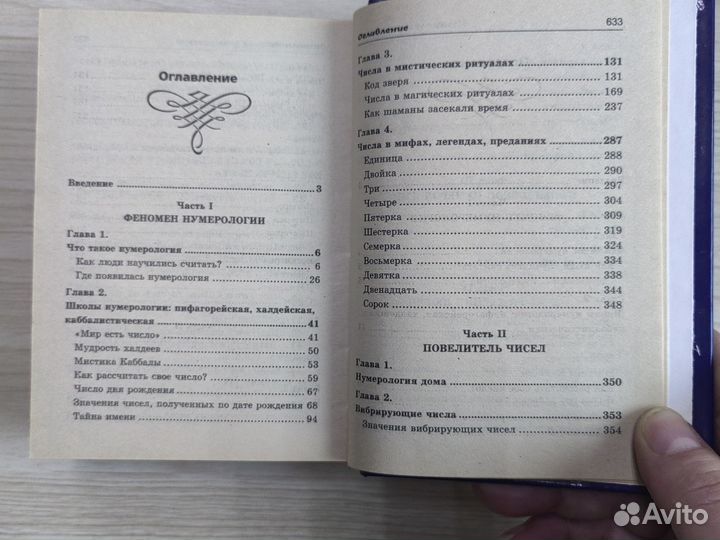 Оглавление
Введение 3
Часть I
ФЕНОМЕН НУМЕРОЛОГИИ
Глава 1.
Что такое нумерология 6
Как люди научились считать? 6
Где появилась нумерология 26
Глава 2.
Школы нумерологии: пифагорейская, халдейская,
каббалистическая 41
«Мир есть число» 41
Мудрость халдеев 50
Мистика Каббалы 53
Как рассчитать свое число? 59
Число дня рождения 67
Значения чисел, полученных по дате рождения 68
Тайна имени 94
Оглавление 633
Глава 3.
Числа в мистических ритуалах 131
Код зверя 131
Числа в магических ритуалах 169
Как шаманы засекали время 237
Глава 4.
Числа в мифах, легендах, преданиях 287
Единица 288
Двойка 290
Три 297
Четыре 304
Пятерка 309
Шестерка 319
Семерка 324
Восьмерка 334
Девятка 338
Двенадцать 344
Сорок 348
Часть II
ПОВЕЛИТЕЛЬ ЧИСЕЛ
Глава 1.
Нумерология дома 350
Глава 2.
Вибрирующие числа 353
Значения вибрирующих чисел 354
Avito